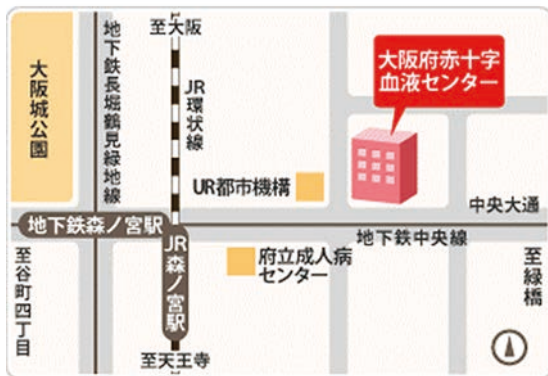 至大阪
大阪府赤十字
血液センター
大阪城公園
地下鉄長堀鶴見緑地線
JR環状線
UR都市機構
中央大通
地下鉄森ノ宮駅
地下鉄中央線
JR森ノ宮駅
府立成人病
センター
至谷町四丁目
至緑橋
至天王寺